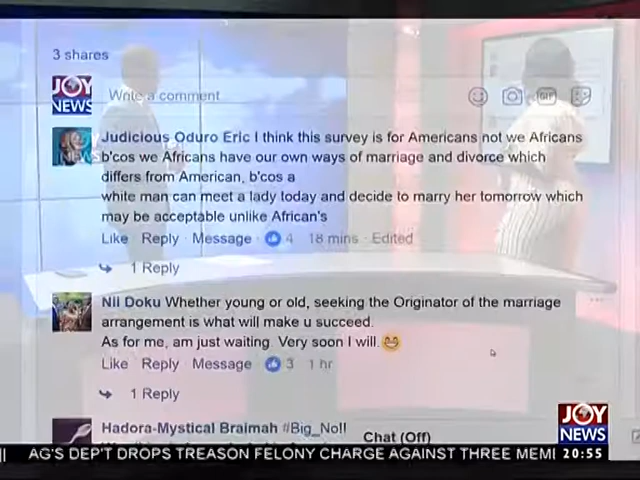 3 shares
JOY
NEWS
Write a comment
GIF
Judicious Oduro Eric I think this survey is for Americans not we Africans
b'cos we Africans have our own ways of marriage and divorce which
differs from American, b'cos a
white man can meet a lady today and decide to marry her tomorrow which
may be acceptable unlike African's
Like Reply Message 4 18 mins Edited
1 Reply
Nii Doku Whether young or old, seeking the Originator of the marriage
arrangement is what will make u succeed.
As for me, am just waiting. Very soon I will.😄
Like Reply Message 3 1 hr
1 Reply
Hadora-Mystical Braimah #Big_No!!
Chat (Off)
JOY
NEWS
AG'S DEP'T DROPS TREASON FELONY CHARGE AGAINST THREE MEM
20:55